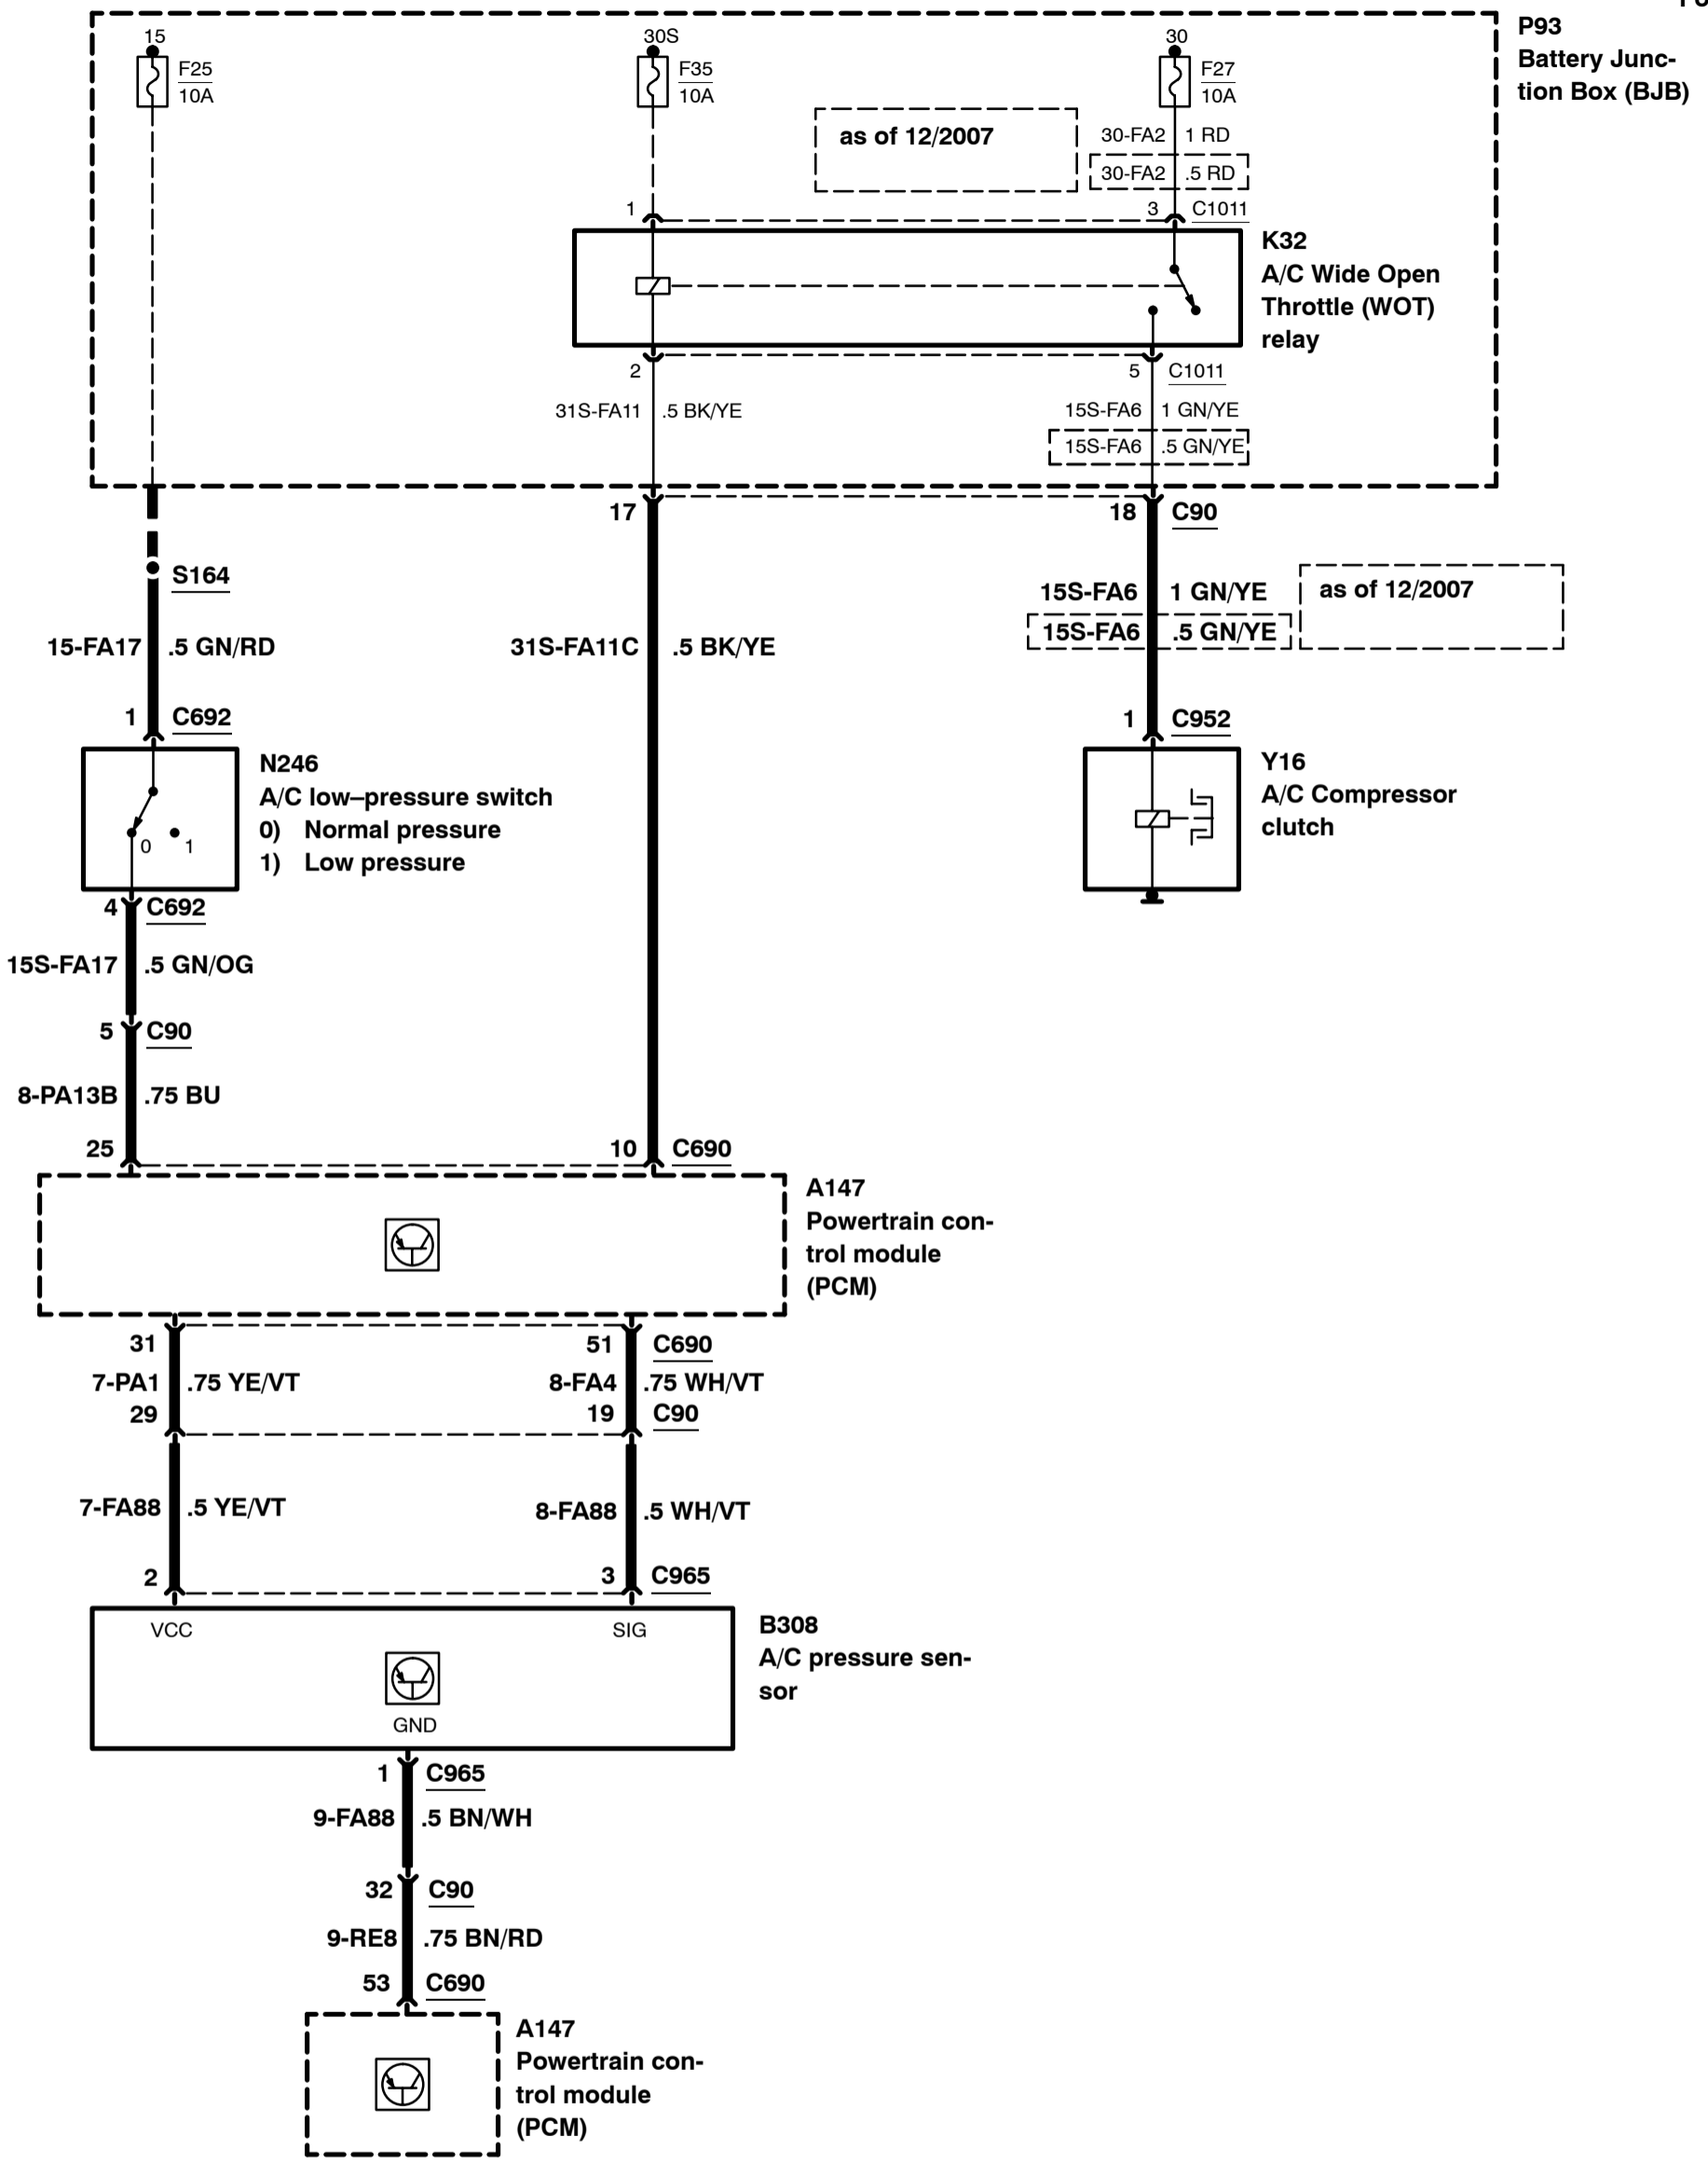 P93
Battery Junc-
tion Box (BJB)
15
30S
30
F25
10A
F35
10A
F27
10A
as of 12/2007
30-FA2 1 RD
30-FA2 .5 RD
1
3 C1011
K32
A/C Wide Open
Throttle (WOT)
relay
2
5 C1011
31S-FA11 .5 BK/YE
15S-FA6 1 GN/YE
15S-FA6 .5 GN/YE
17
18 C90
S164
15S-FA6 1 GN/YE
15S-FA6 .5 GN/YE
as of 12/2007
15-FA17 .5 GN/RD
31S-FA11C .5 BK/YE
1 C692
1 C952
N246
A/C low–pressure switch
0) Normal pressure
1) Low pressure
0 1
Y16
A/C Compressor
clutch
4 C692
15S-FA17 .5 GN/OG
5 C90
8-PA13B .75 BU
25
10 C690
A147
Powertrain con-
trol module
(PCM)
31
51 C690
7-PA1 .75 YE/VT
8-FA4 .75 WH/VT
29
19 C90
7-FA88 .5 YE/VT
8-FA88 .5 WH/VT
2
3 C965
VCC
SIG
GND
B308
A/C pressure sen-
sor
1 C965
9-FA88 .5 BN/WH
32 C90
9-RE8 .75 BN/RD
53 C690
A147
Powertrain con-
trol module
(PCM)